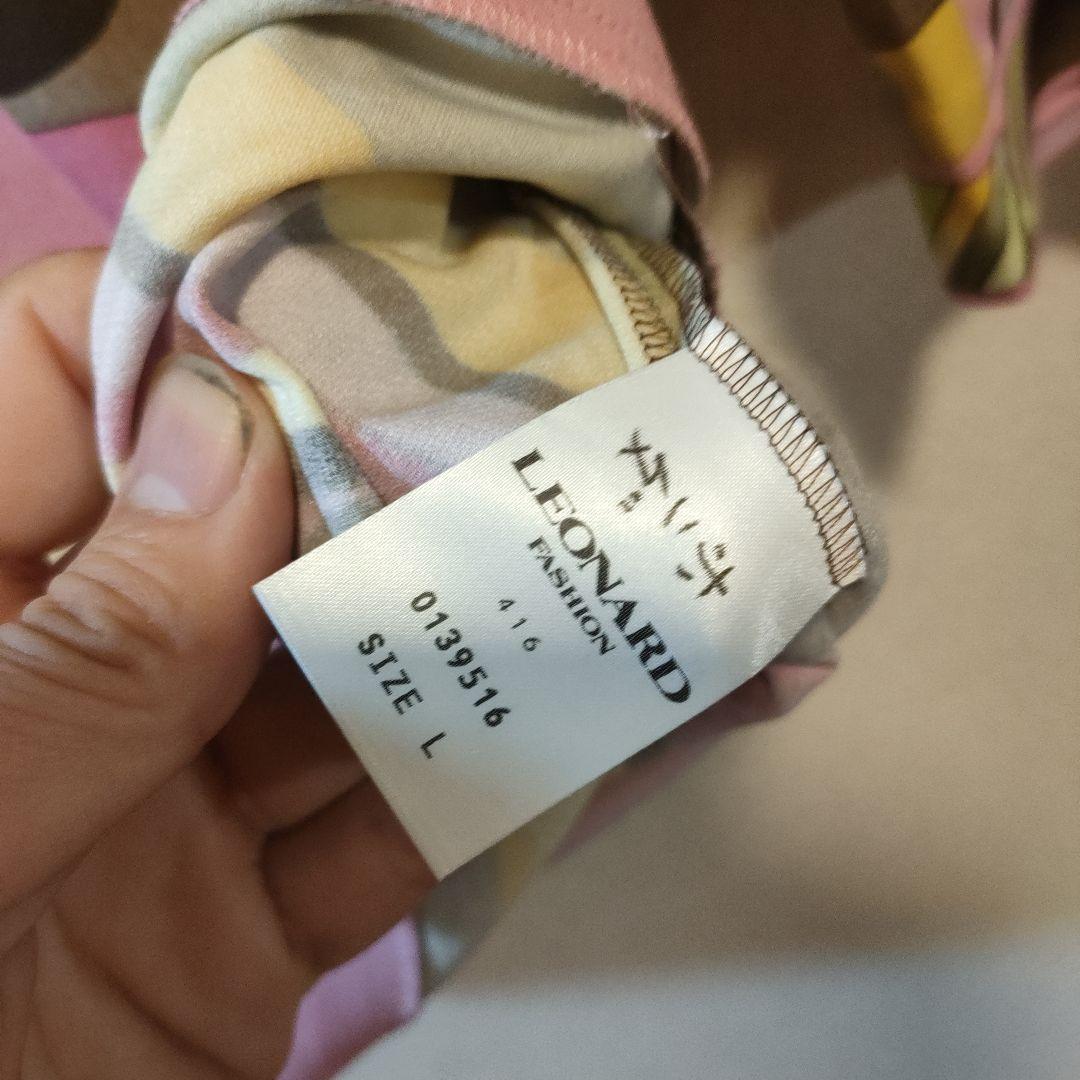 LEONARD
FASHION
416
0139516
SIZE L